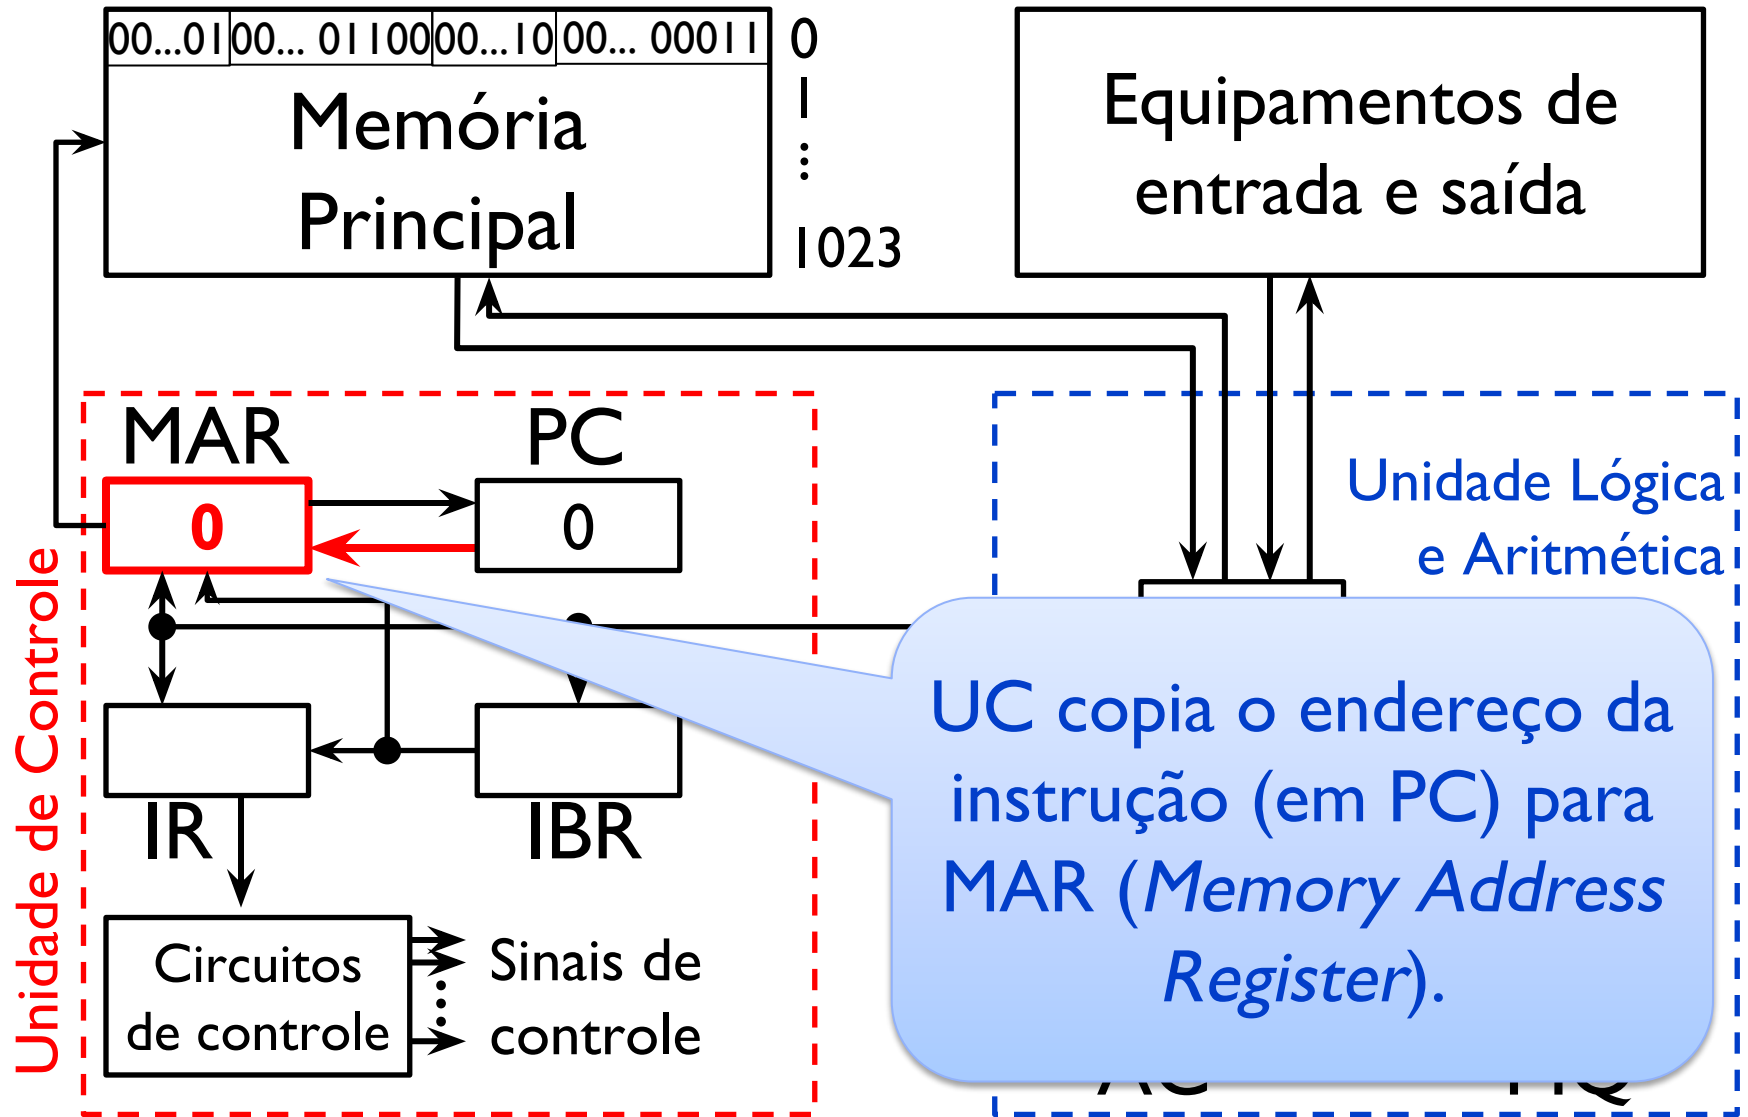 00...01 00... 01100 00...10 00... 00011 0
1
1023
Memória
Principal
Equipamentos de
entrada e saída
MAR
PC
0
0
Unidade Lógica
e Aritmética
Unidade de Controle
IR
IBR
Circuitos
de controle
Sinais de
controle
UC copia o endereço da
instrução (em PC) para
MAR (Memory Address
Register).